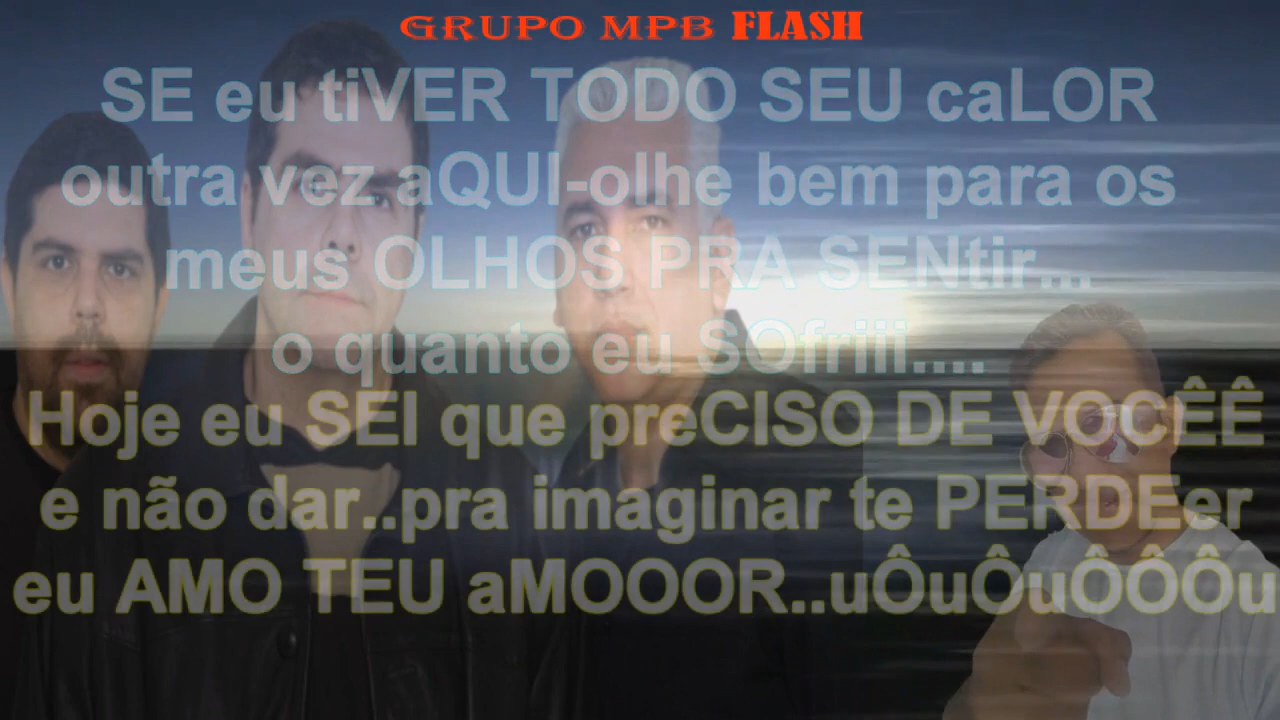 GRUPO MPB FLASH
SE eu tiVER TODO SEU caLOR
outra vez aQUI-olhe bem para os
meus OLHOS PRA SENtir...
o quanto eu SOfriii....
Hoje eu SEI que preCISO DE VOCÊÊ
e não dar..pra imaginar te PERDEer
eu AMO TEU aMOOOR..uÔuÔuÔÔÔu